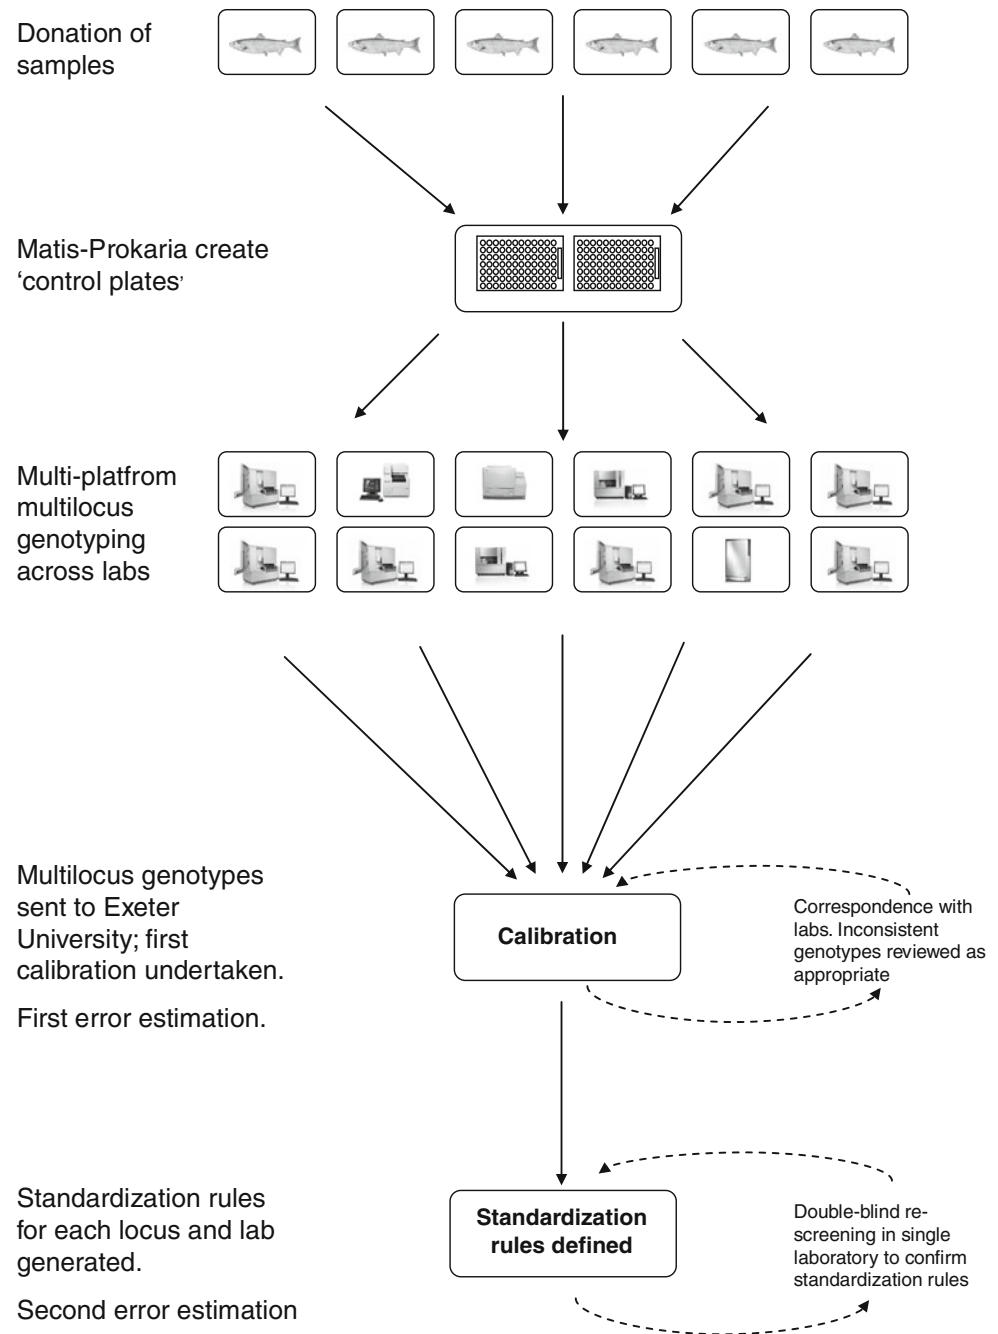 Donation of
samples
Matis-Prokaria create
‘control plates’
Multi-platfrom
multilocus
genotyping
across labs
Multilocus genotypes
sent to Exeter
University; first
calibration undertaken.
First error estimation.
Calibration
Correspondence with
labs. Inconsistent
genotypes reviewed as
appropriate
Standardization rules
for each locus and lab
generated.
Second error estimation
Standardization
rules defined
Double-blind re-
screening in single
laboratory to confirm
standardization rules